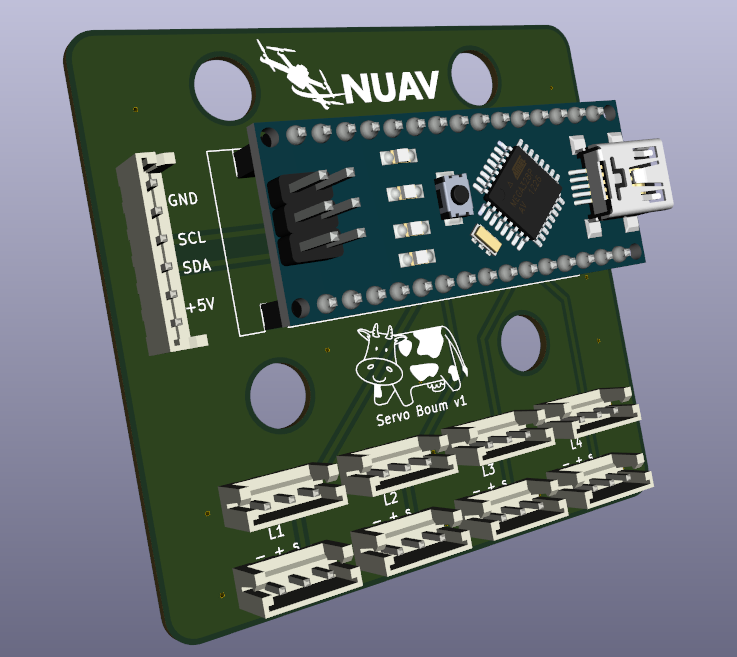 NUAV
GND
SCL
SDA
+5V
Servo Boum v1
L4
L3
- + s
L2
- + s
- + s
L1
- + s